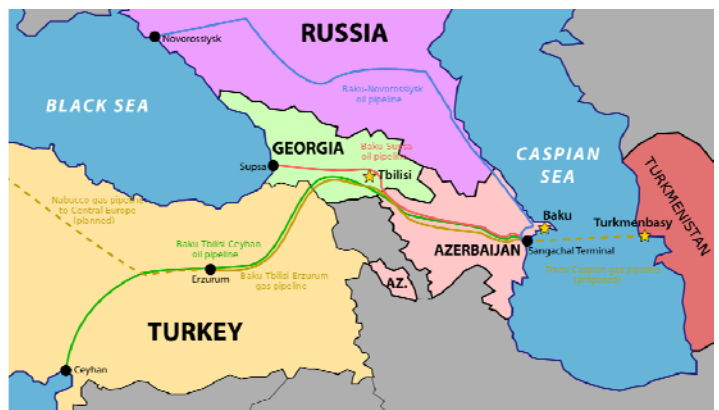 RUSSIA
Novorossiysk
Baku-Novorossiysk
oil pipeline
BLACK SEA
GEORGIA
Baku Supsa
oil pipeline
Supsa
Tbilisi
CASPIAN
SEA
TURKMENISTAN
Nabucco gas pipeline
to Central Europe
(planned)
Baku
Turkmenbasy
Baku Tbilisi Ceyhan
oil pipeline
AZERBAIJAN
Sangachal Terminal
Erzurum
Baku Tbilisi Erzurum
gas pipeline
AZ.
Trans Caspian gas pipeline
(proposed)
TURKEY
Ceyhan